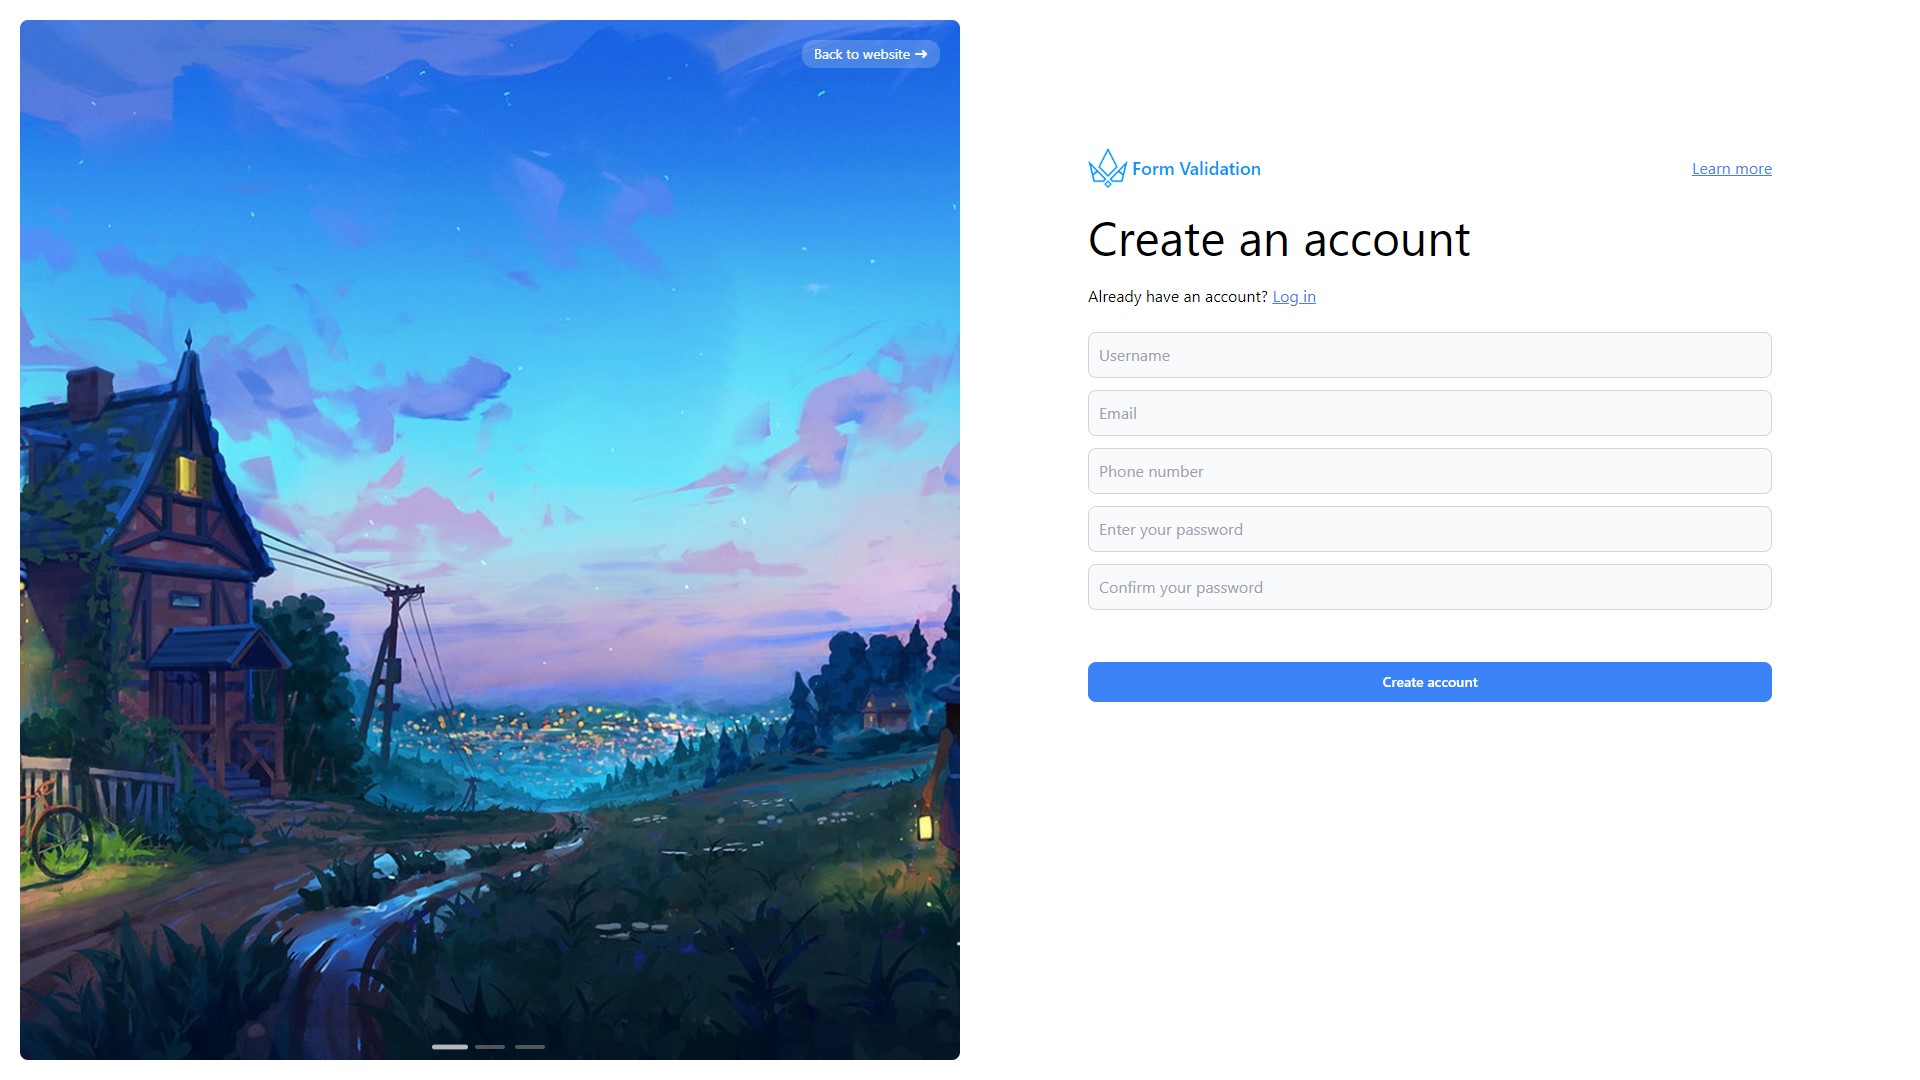 Back to website →
Form Validation
Learn more
Create an account
Already have an account? Log in
Username
Email
Phone number
Enter your password
Confirm your password
Create account